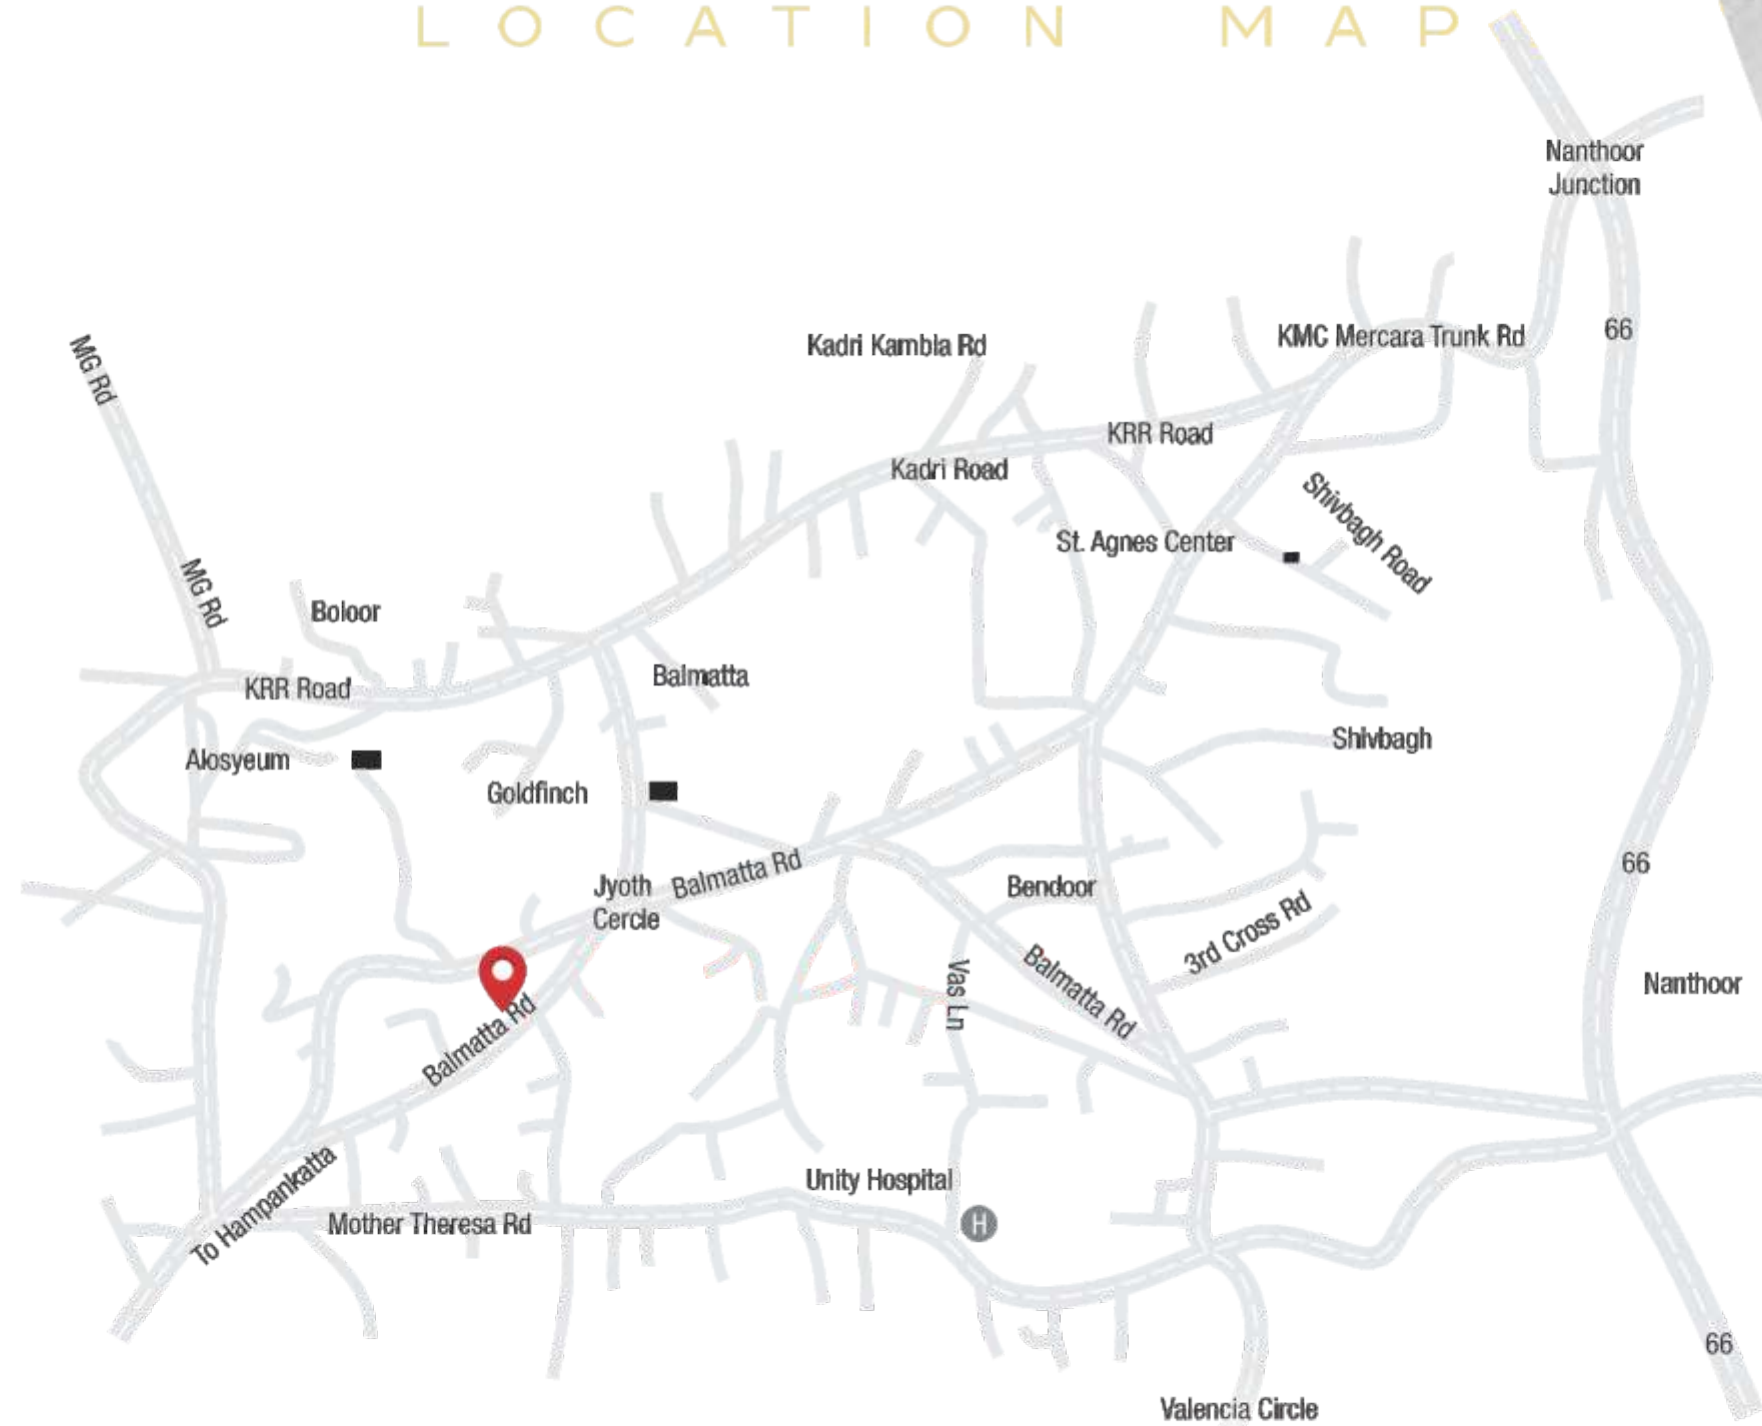 LOCATION MAP
Nanthoor
Junction
66
KMC Mercara Trunk Rd
Kadri Kambla Rd
MG Rd
KRR Road
Kadri Road
Shivbagh Road
St. Agnes Center
MG Rd
Boloor
Balmatta
KRR Road
Shivbagh
Alosyeum
Goldfinch
66
Balmatta Rd
Jyoth
Cercle
Bendoor
3rd Cross Rd
Nanthoor
Vas Ln
Balmatta Rd
Balmatta Rd
To Hampankatta
Unity Hospital
H
Mother Theresa Rd
66
Valencia Circle